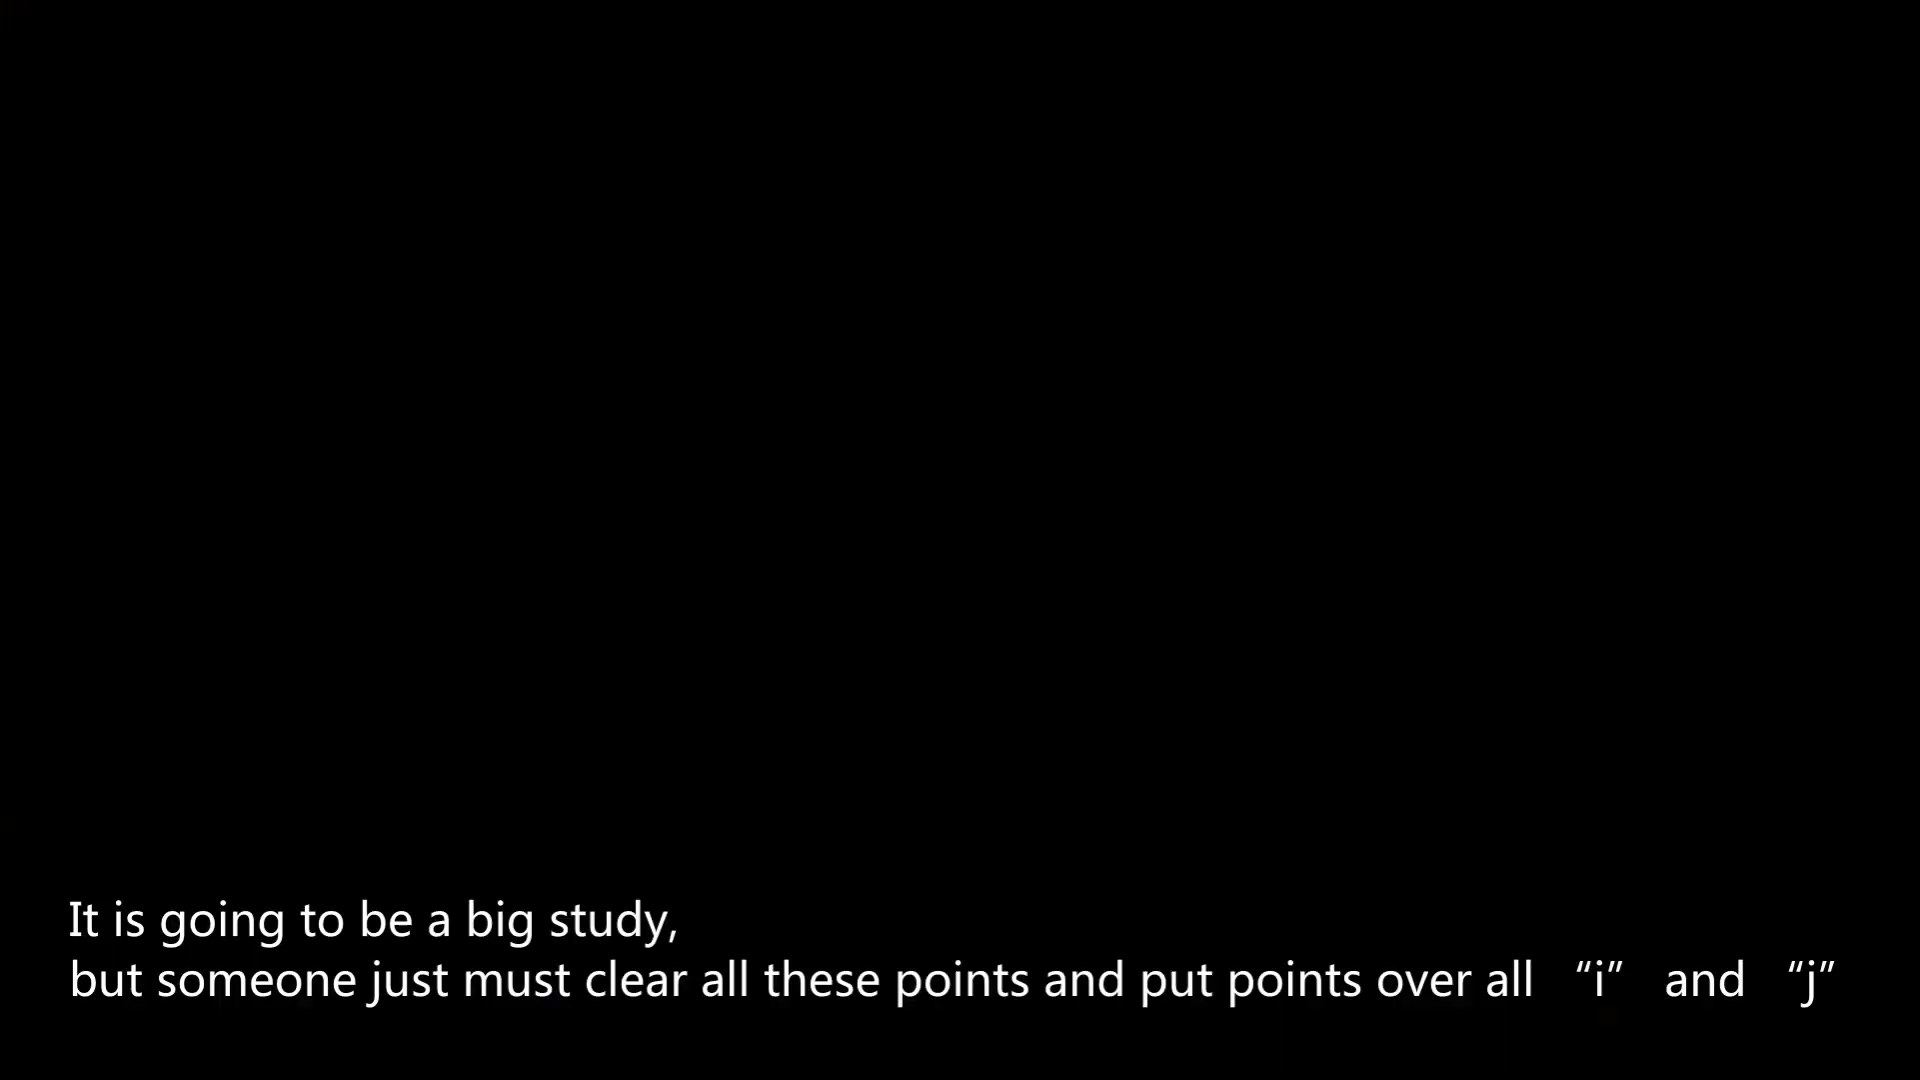 It is going to be a big study,
but someone just must clear all these points and put points over all “i” and “j”